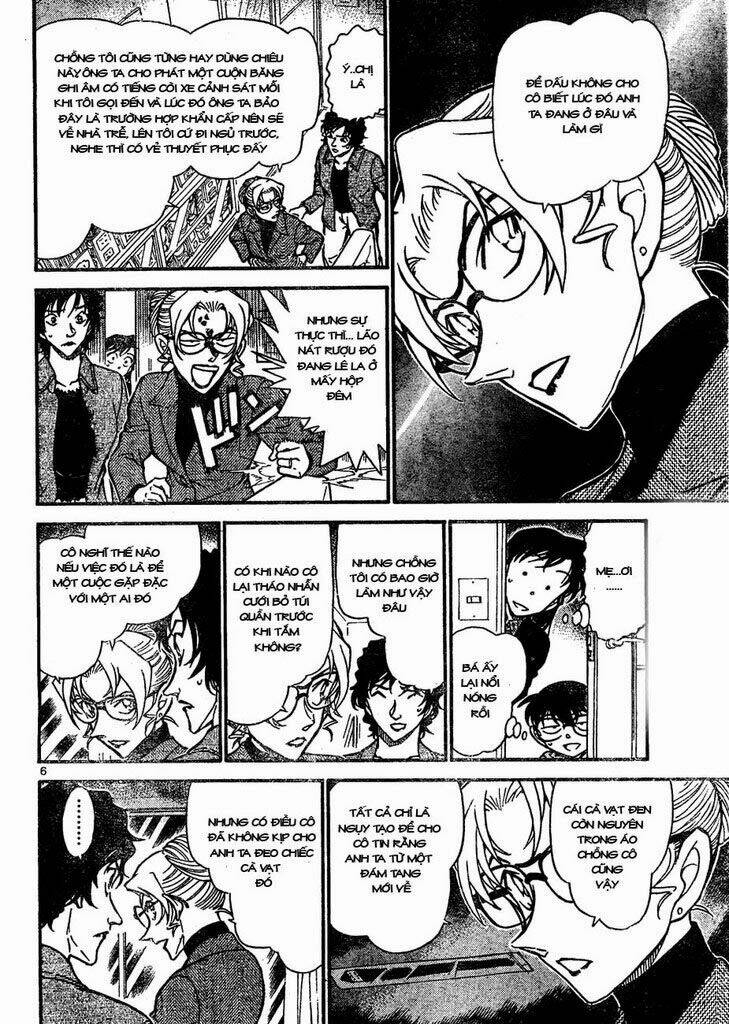 ĐỂ DẤU KHÔNG CHO
CÔ BIẾT LÚC ĐÓ ANH
TA ĐANG Ở ĐÂU VÀ
LÀM GÌ
Ý..CHỊ
LÀ
CHỒNG TÔI CŨNG TỪNG HAY DÙNG CHIÊU
NÀY ÔNG TA CHO PHÁT MỘT CUỘN BĂNG
GHI ÂM CÓ TIẾNG CÒI XE CẢNH SÁT MỖI
KHI TÔI GỌI ĐẾN VÀ LÚC ĐÓ ÔNG TA BẢO
ĐÂY LÀ TRƯỜNG HỢP KHẨN CẤP NÊN SẼ
VỀ NHÀ TRỄ, LÊN TÔI CỨ ĐI NGỦ TRƯỚC,
NGHE THÌ CÓ VẺ THUYẾT PHỤC ĐẤY
NHƯNG SỰ
THỰC THÌ... LÃO
NÁT RƯỢU ĐÓ
ĐANG LÊ LA Ở
MẤY HỘP
ĐÊM
ドン
MẸ...ƠI
......
BÀ ẤY
LẠI NỔI
NÓNG
RỒI
NHƯNG CHỒNG
TÔI CÓ BAO GIỜ
LÀM NHƯ VẬY
ĐÂU
CÓ KHI NÀO CÔ
LẠI THÁO NHẪN
CƯỚI BỎ TÚI
QUẦN TRƯỚC
KHI TẮM
KHÔNG?
CÔ NGHĨ THẾ NÀO
NẾU VIỆC ĐÓ LÀ ĐỂ
MỘT CUỘC GẶP ĐẶC
VỚI MỘT AI ĐÓ
6
CÁI CÀ VẠT ĐEN
CÒN NGUYÊN
TRONG ÁO
CHỒNG CÔ
CŨNG
VẬY
TẤT CẢ CHỈ LÀ
NGỤY TẠO ĐỂ CHO
CÔ TIN RẰNG
ANH TA TỪ MỘT
ĐÁM TANG
MỚI VỀ
NHƯNG CÓ ĐIỀU CÔ
ĐÃ KHÔNG KỊP CHO
ANH TA ĐEO CHIẾC
CÀ VẠT
ĐÓ
........